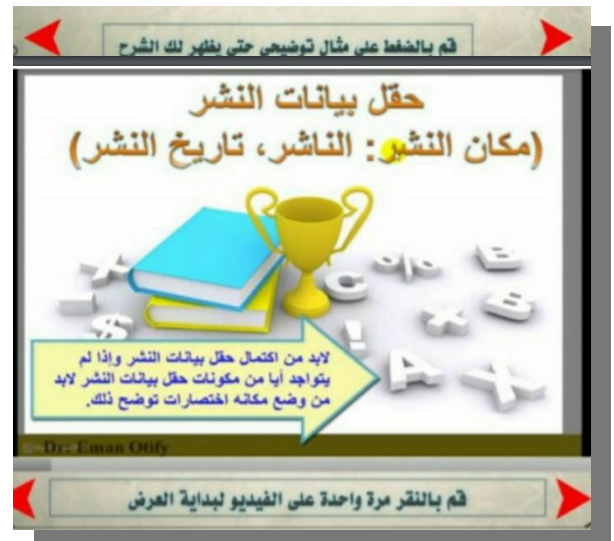 قم بالضغط على مثال توضيحى حتى يظهر لك الشرح
حقل بيانات النشر
(مكان النشر: الناشر، تاريخ النشر)
% B
C
B
$
!
A
X
لابد من اكتمال حقل بيانات النشر وإذا لم
يتواجد أيا من مكونات حقل بيانات النشر لابد
من وضع مكانه اختصارات توضح ذلك.
Dr: Eman Otify
قم بالنقر مرة واحدة على الفيديو لبداية العرض